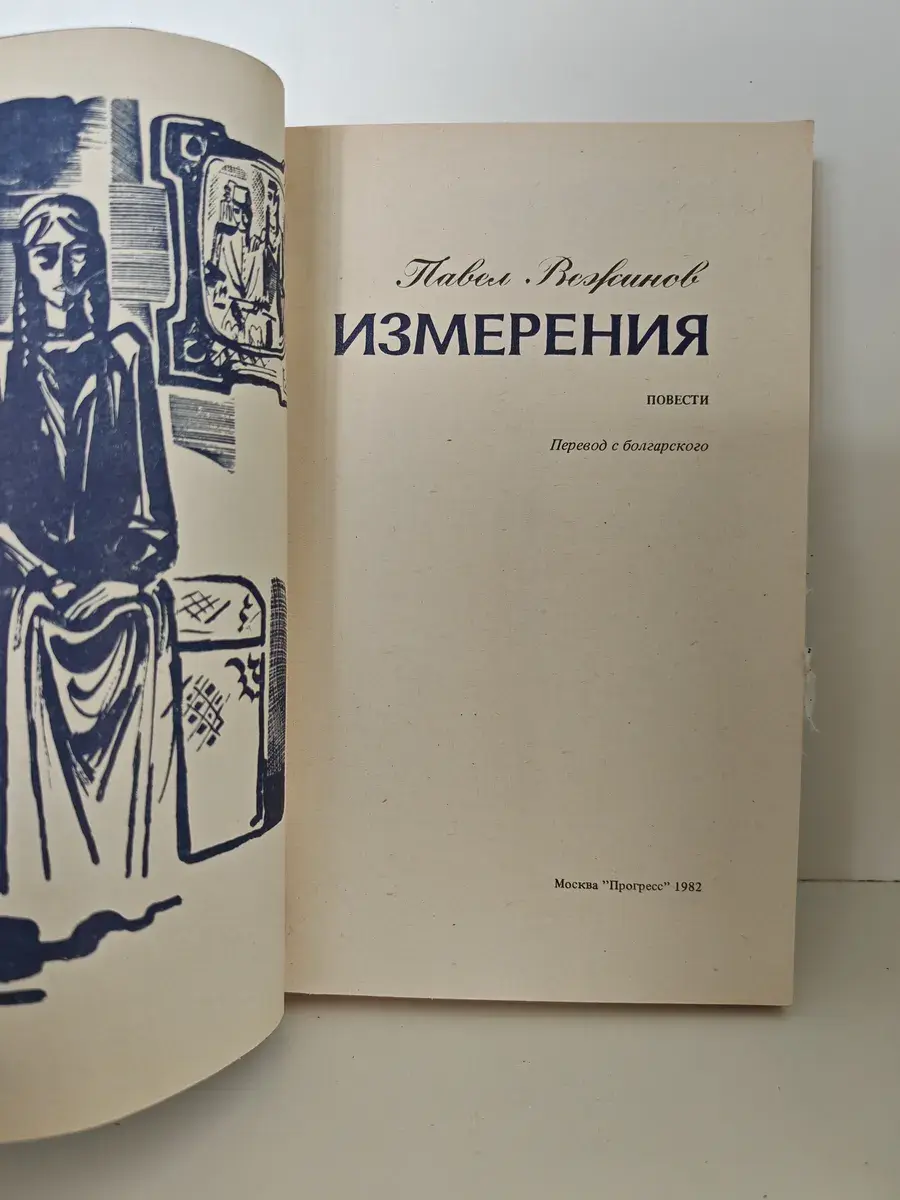 Павел Вежинов
ИЗМЕРЕНИЯ
ПОВЕСТИ
Перевод с болгарского
Москва "Прогресс" 1982